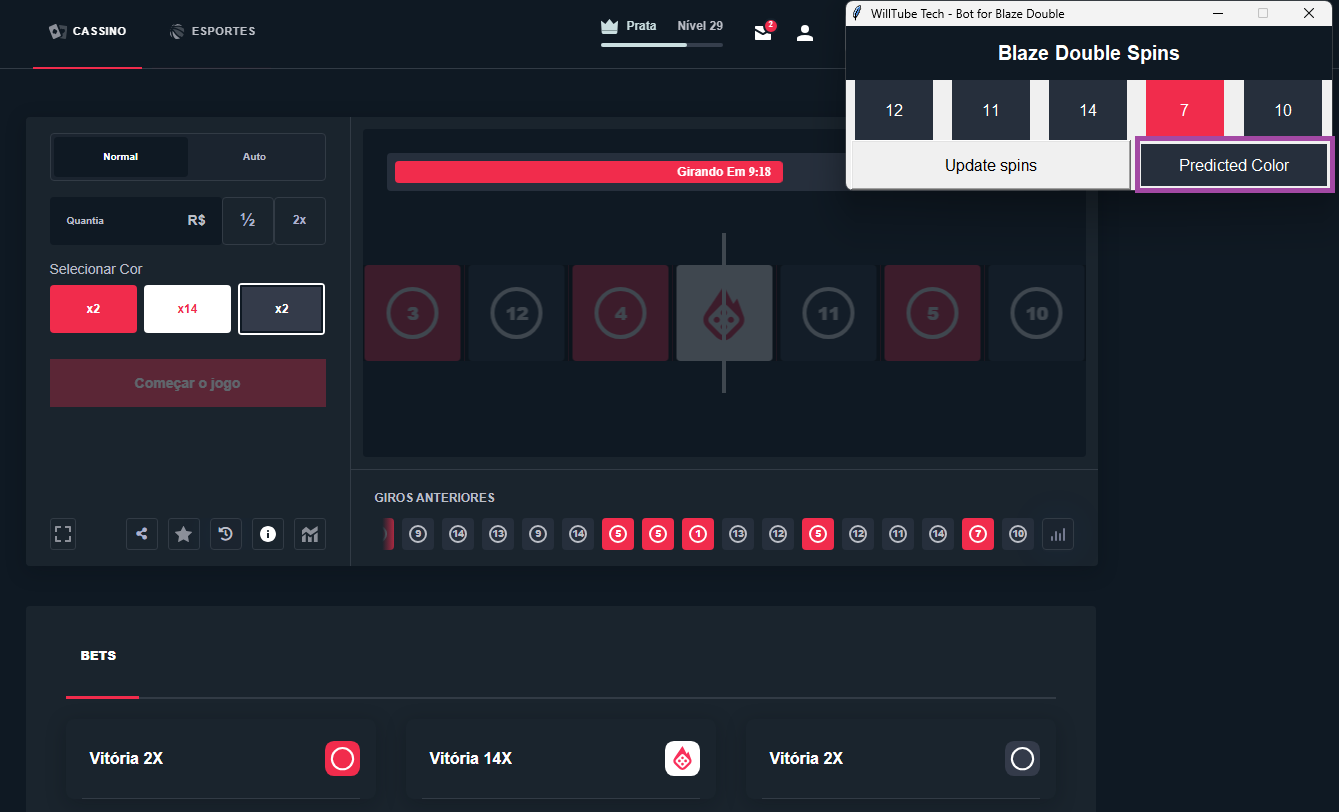 CASSINO
ESPORTES
Prata
Nível 29
2
WillTube Tech - Bot for Blaze Double
Blaze Double Spins
12 11 14 7 10
Update spins
Predicted Color
Normal
Auto
Quantia
R$
½
2x
Selecionar Cor
x2
x14
x2
Começar o jogo
Girando Em 9:18
3 12 4 11 5 10
GIROS ANTERIORES
9 14 13 9 14 5 5 1 13 12 5 12 11 14 7 10
BETS
Vitória 2X
Vitória 14X
Vitória 2X